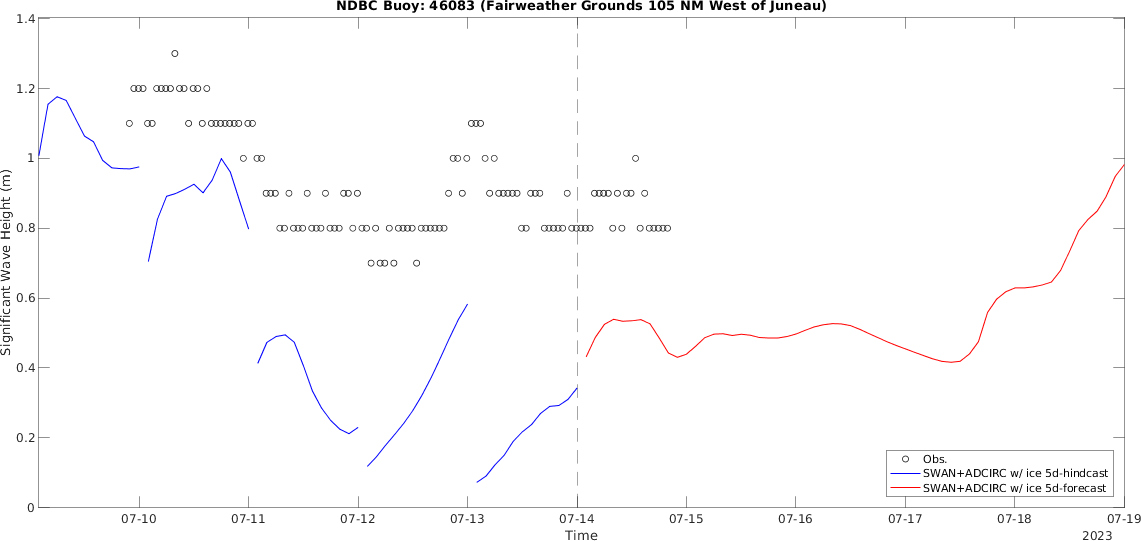 NDBC Buoy: 46083 (Fairweather Grounds 105 NM West of Juneau)
1.4
1.2
1
0.8
0.6
0.4
0.2
0
Significant Wave Height (m)
Obs.
SWAN+ADCIRC w/ ice 5d-hindcast
SWAN+ADCIRC w/ ice 5d-forecast
07-10 07-11 07-12 07-13 07-14 07-15 07-16 07-17 07-18 07-19
Time
2023